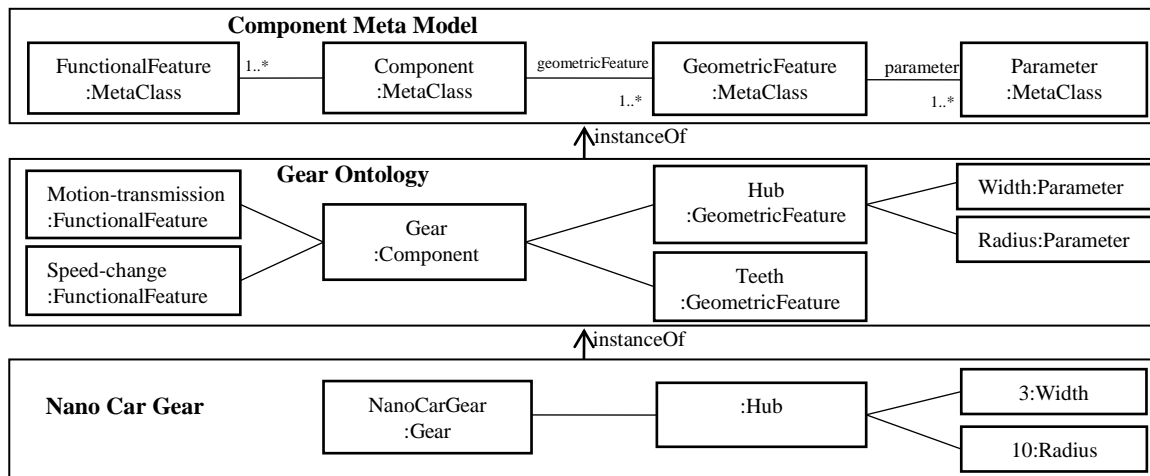 Component Meta Model
FunctionalFeature
:MetaClass
1..*
Component
:MetaClass
geometricFeature
1..*
GeometricFeature
:MetaClass
parameter
1..*
Parameter
:MetaClass
instanceOf
Gear Ontology
Motion-transmission
:FunctionalFeature
Speed-change
:FunctionalFeature
Gear
:Component
Hub
:GeometricFeature
Teeth
:GeometricFeature
Width:Parameter
Radius:Parameter
instanceOf
Nano Car Gear
NanoCarGear
:Gear
:Hub
3:Width
10:Radius